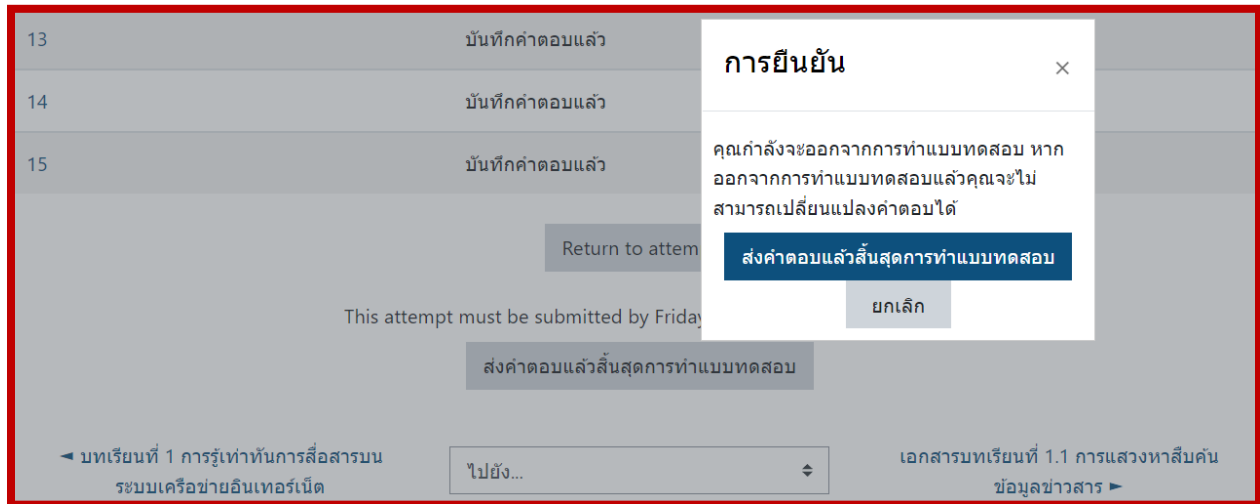 13 บันทึกคำตอบแล้ว
14 บันทึกคำตอบแล้ว
15 บันทึกคำตอบแล้ว
การยืนยัน ×
คุณกำลังจะออกจากการทำแบบทดสอบ หาก
ออกจากการทำแบบทดสอบแล้วคุณจะไม่
สามารถเปลี่ยนแปลงคำตอบได้
ส่งคำตอบแล้วสิ้นสุดการทำแบบทดสอบ
ยกเลิก
Return to attem
This attempt must be submitted by Friday
ส่งคำตอบแล้วสิ้นสุดการทำแบบทดสอบ
◄ บทเรียนที่ 1 การรู้เท่าทันการสื่อสารบน
ระบบเครือข่ายอินเทอร์เน็ต
ไปยัง...
เอกสารบทเรียนที่ 1.1 การแสวงหาสืบค้น
ข้อมูลข่าวสาร ►